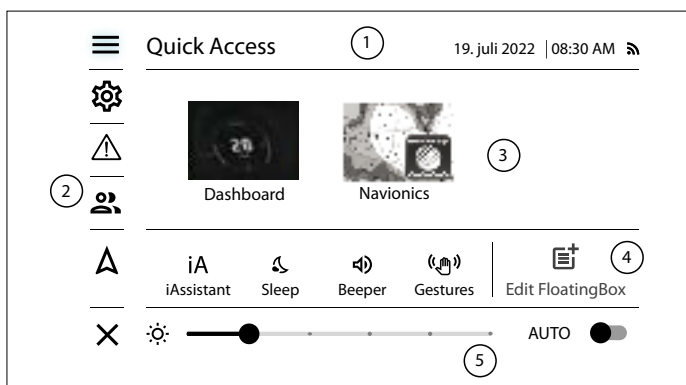 Quick Access
1
19. juli 2022 | 08:30 AM
2
Dashboard
Navionics
3
iA
iAssistant
Sleep
Beeper
Gestures
Edit FloatingBox
4
AUTO
5